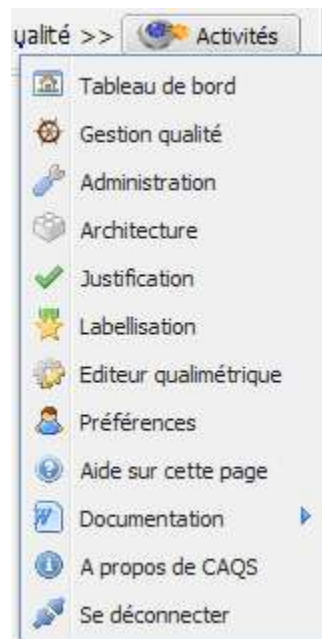 ualité >> Activités
Tableau de bord
Gestion qualité
Administration
Architecture
Justification
Labellisation
Editeur qualimétrique
Préférences
Aide sur cette page
Documentation
A propos de CAQS
Se déconnecter